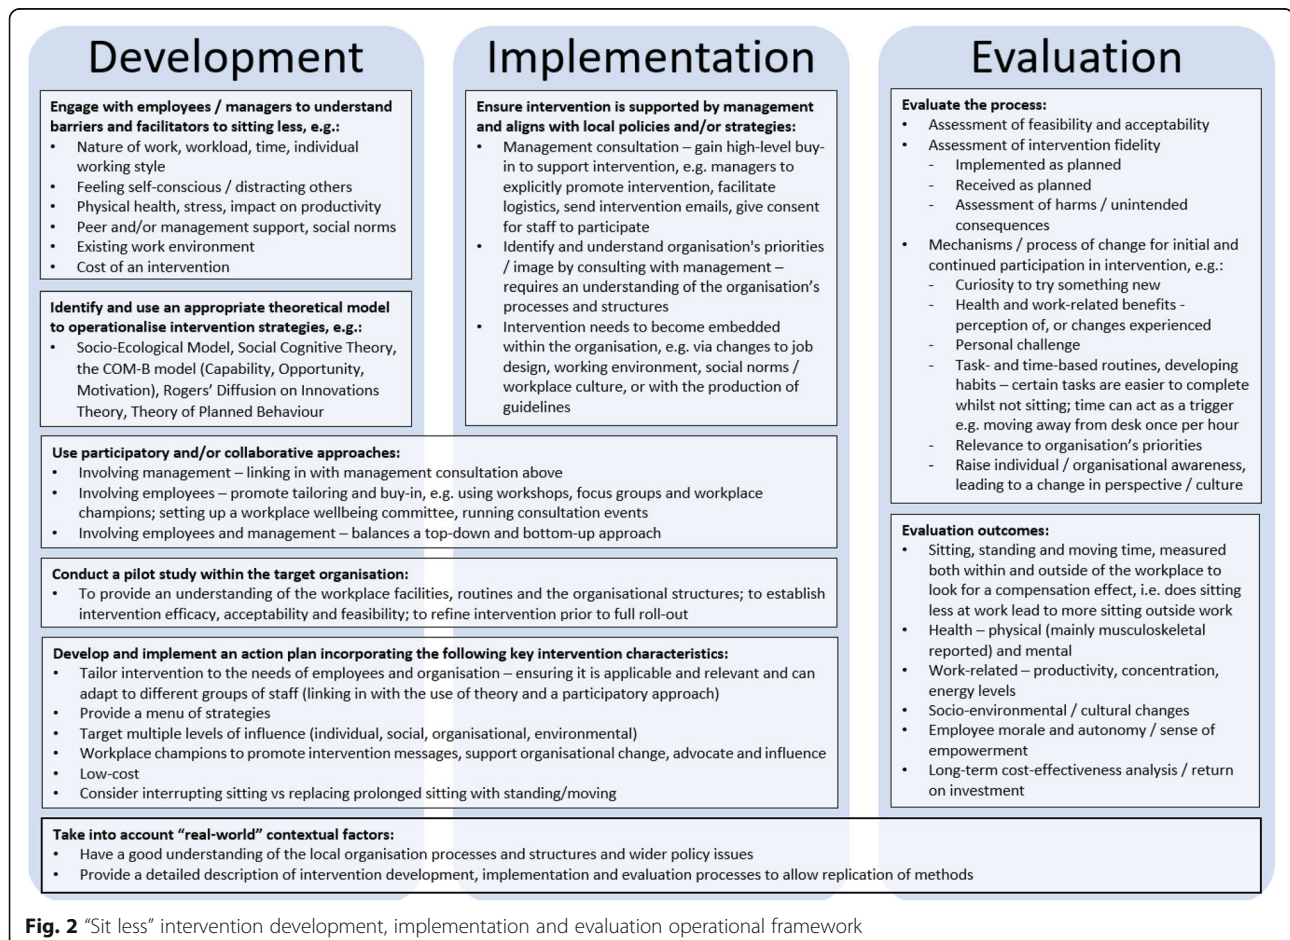 Development
Engage with employees / managers to understand
barriers and facilitators to sitting less, e.g.:
• Nature of work, workload, time, individual
working style
• Feeling self-conscious / distracting others
• Physical health, stress, impact on productivity
• Peer and/or management support, social norms
• Existing work environment
• Cost of an intervention
Identify and use an appropriate theoretical model
to operationalise intervention strategies, e.g.:
• Socio-Ecological Model, Social Cognitive Theory,
the COM-B model (Capability, Opportunity,
Motivation), Rogers' Diffusion on Innovations
Theory, Theory of Planned Behaviour
Implementation
Ensure intervention is supported by management
and aligns with local policies and/or strategies:
• Management consultation – gain high-level buy-
in to support intervention, e.g. managers to
explicitly promote intervention, facilitate
logistics, send intervention emails, give consent
for staff to participate
• Identify and understand organisation's priorities
/ image by consulting with management –
requires an understanding of the organisation's
processes and structures
• Intervention needs to become embedded
within the organisation, e.g. via changes to job
design, working environment, social norms /
workplace culture, or with the production of
guidelines
Use participatory and/or collaborative approaches:
• Involving management – linking in with management consultation above
• Involving employees – promote tailoring and buy-in, e.g. using workshops, focus groups and workplace
champions; setting up a workplace wellbeing committee, running consultation events
• Involving employees and management – balances a top-down and bottom-up approach
Conduct a pilot study within the target organisation:
• To provide an understanding of the workplace facilities, routines and the organisational structures; to establish
intervention efficacy, acceptability and feasibility; to refine intervention prior to full roll-out
Develop and implement an action plan incorporating the following key intervention characteristics:
• Tailor intervention to the needs of employees and organisation – ensuring it is applicable and relevant and can
adapt to different groups of staff (linking in with the use of theory and a participatory approach)
• Provide a menu of strategies
• Target multiple levels of influence (individual, social, organisational, environmental)
• Workplace champions to promote intervention messages, support organisational change, advocate and influence
• Low-cost
• Consider interrupting sitting vs replacing prolonged sitting with standing/moving
Evaluation
Evaluate the process:
• Assessment of feasibility and acceptability
• Assessment of intervention fidelity
- Implemented as planned
- Received as planned
- Assessment of harms / unintended
consequences
• Mechanisms / process of change for initial and
continued participation in intervention, e.g.:
- Curiosity to try something new
- Health and work-related benefits -
perception of, or changes experienced
- Personal challenge
- Task- and time-based routines, developing
habits – certain tasks are easier to complete
whilst not sitting; time can act as a trigger
e.g. moving away from desk once per hour
- Relevance to organisation's priorities
- Raise individual / organisational awareness,
leading to a change in perspective / culture
Evaluation outcomes:
• Sitting, standing and moving time, measured
both within and outside of the workplace to
look for a compensation effect, i.e. does sitting
less at work lead to more sitting outside work
• Health – physical (mainly musculoskeletal
reported) and mental
• Work-related – productivity, concentration,
energy levels
• Socio-environmental / cultural changes
• Employee morale and autonomy / sense of
empowerment
• Long-term cost-effectiveness analysis / return
on investment
Take into account "real-world" contextual factors:
• Have a good understanding of the local organisation processes and structures and wider policy issues
• Provide a detailed description of intervention development, implementation and evaluation processes to allow replication of methods
Fig. 2 "Sit less" intervention development, implementation and evaluation operational framework